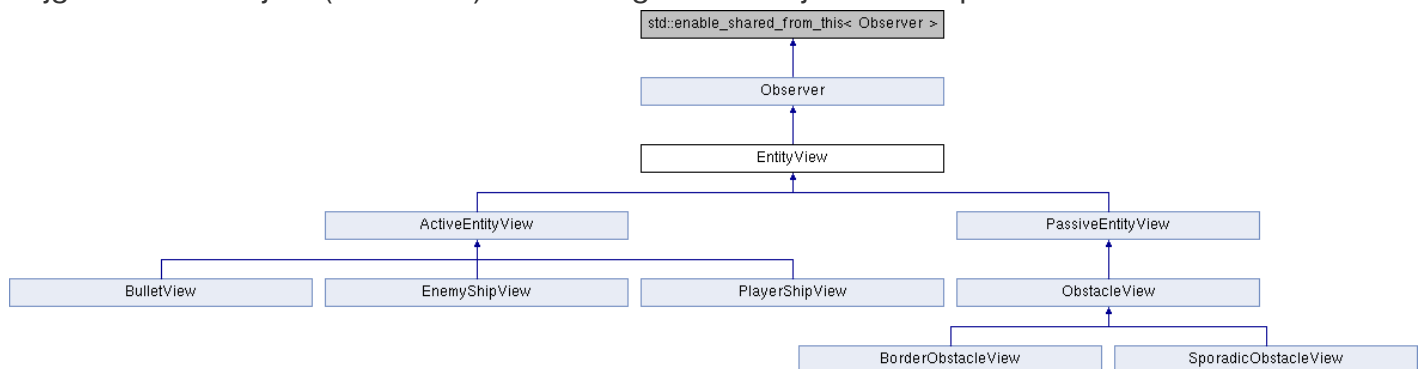 std::enable_shared_from_this< Observer >
Observer
EntityView
ActiveEntityView PassiveEntityView
BulletView EnemyShipView PlayerShipView ObstacleView
BorderObstacleView SporadicObstacleView